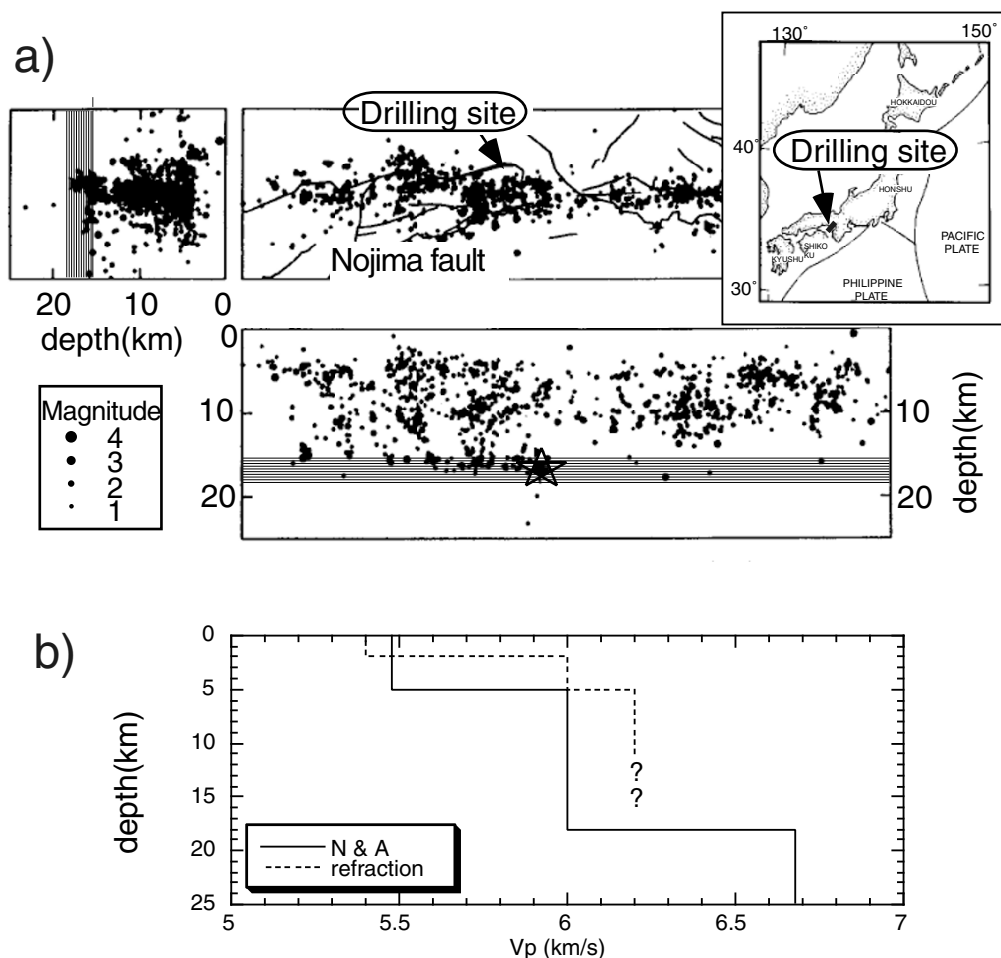 a)
130°
150°
40°
30°
HOKKAIDOU
Drilling site
HONSHU
SHIKO
KU
KYUSHU
PACIFIC
PLATE
PHILIPPINE
PLATE
Drilling site
Nojima fault
20 10 0
depth(km)
Magnitude
4
3
2
1
0
10
20
10
20
depth(km)
b)
0
5
10
15
20
25
depth(km)
?
?
N & A
refraction
5 5.5 6 6.5 7
Vp (km/s)